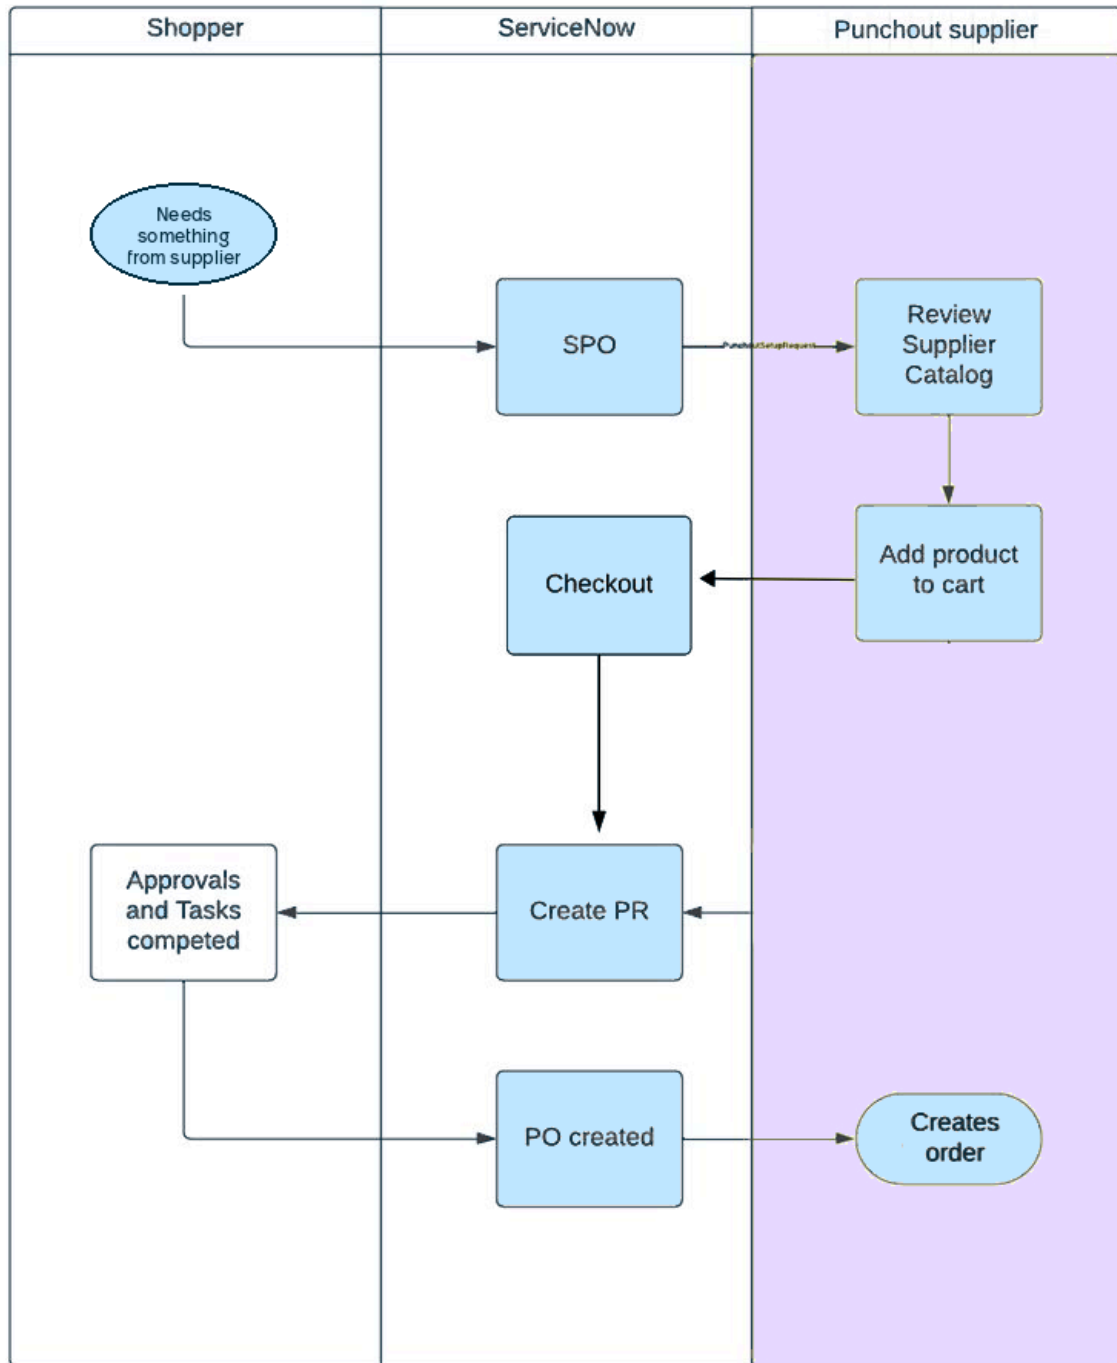 Shopper
ServiceNow
Punchout supplier
Needs
something
from supplier
SPO
PunchoutSetupRequest
Review
Supplier
Catalog
Checkout
Add product
to cart
Approvals
and Tasks
competed
Create PR
PO created
Creates
order